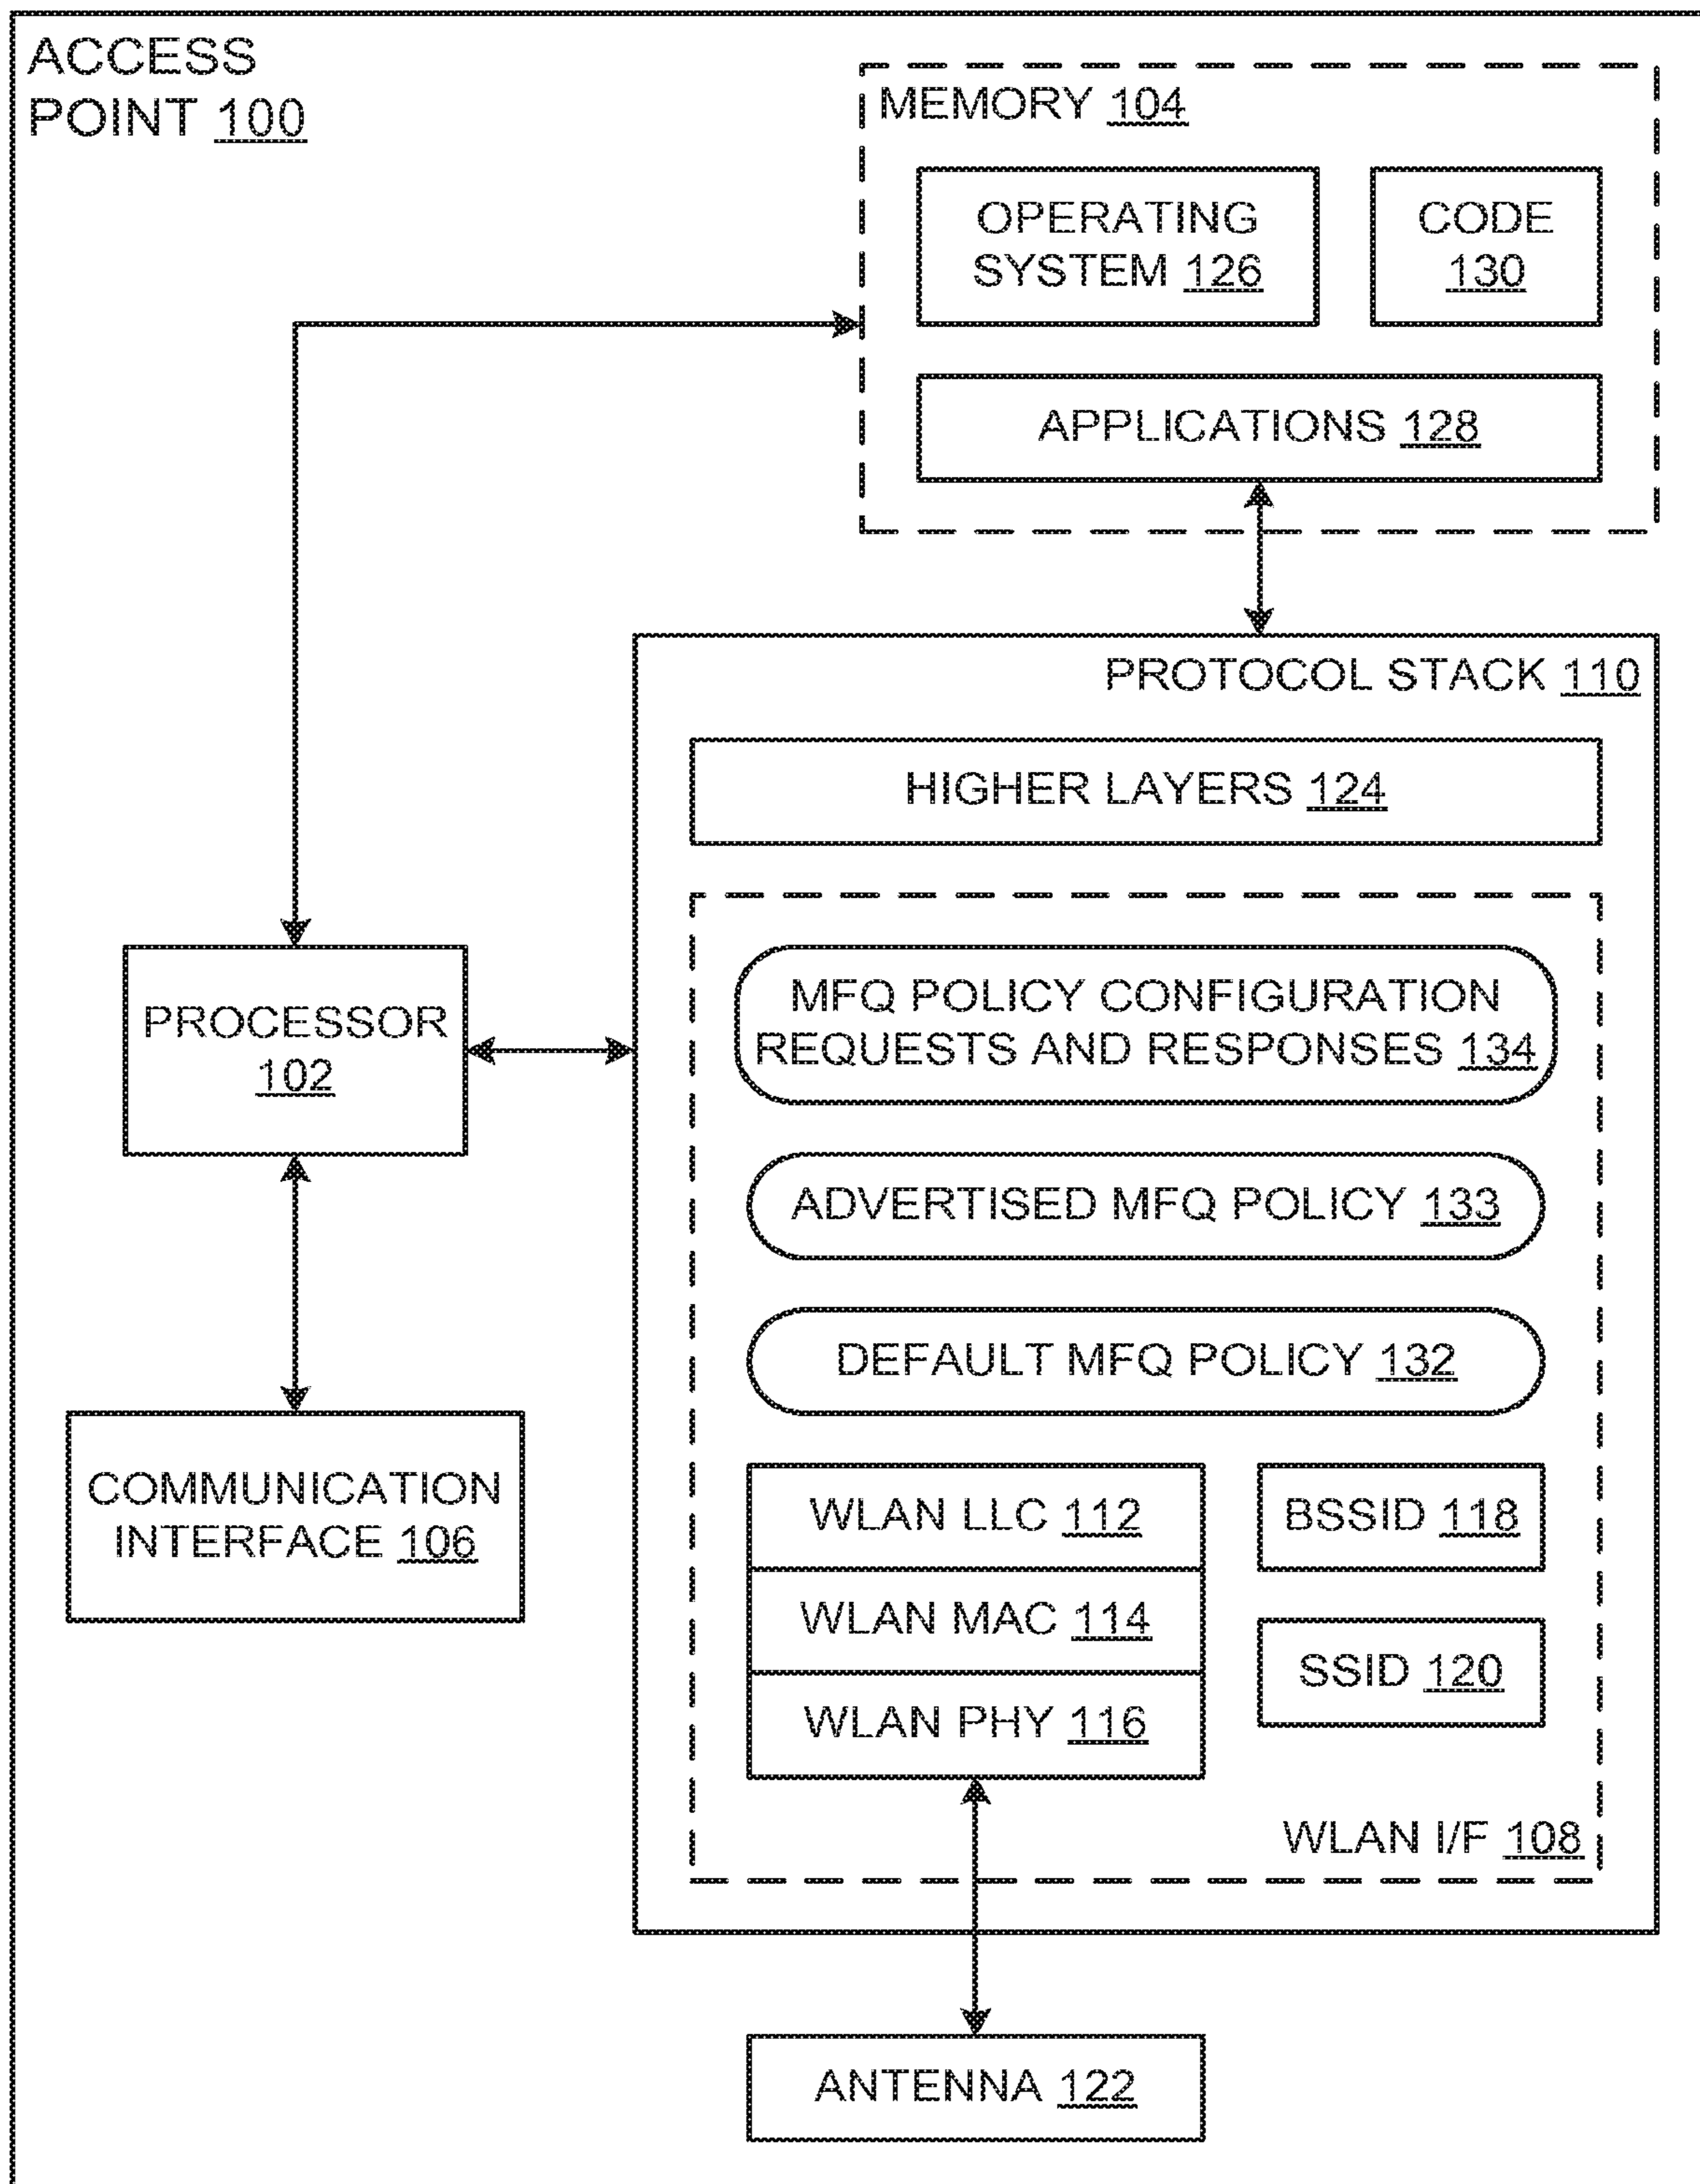 ACCESS
POINT 100
MEMORY 104
OPERATING
SYSTEM 126
CODE
130
APPLICATIONS 128
PROTOCOL STACK 110
HIGHER LAYERS 124
MFQ POLICY CONFIGURATION
REQUESTS AND RESPONSES 134
PROCESSOR
102
ADVERTISED MFQ POLICY 133
DEFAULT MFQ POLICY 132
COMMUNICATION
INTERFACE 106
WLAN LLC 112
BSSID 118
WLAN MAC 114
SSID 120
WLAN PHY 116
WLAN I/F 108
ANTENNA 122